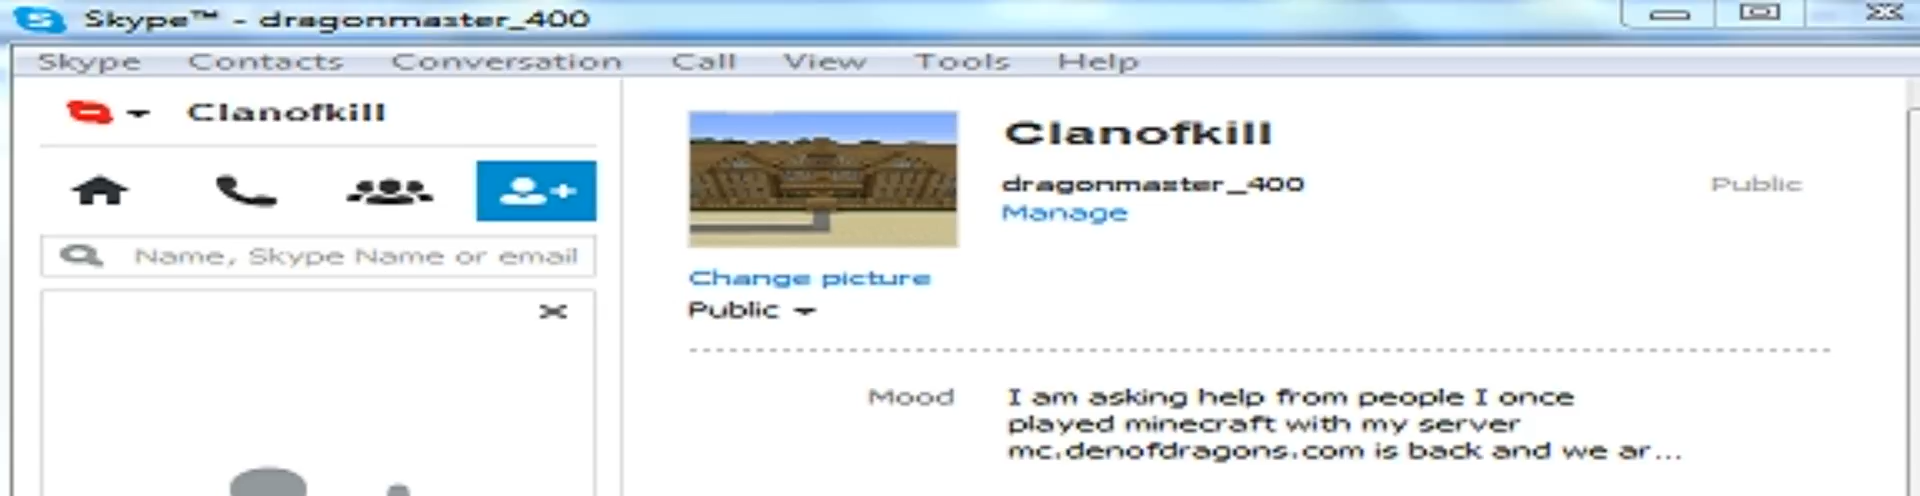 Skype™ - dragonmaster_400
Skype Contacts Conversation Call View Tools Help
Clanofkill
Name, Skype Name or email
Clanofkill
dragonmaster_400
Public
Manage
Change picture
Public
Mood
I am asking help from people I once
played minecraft with my server
mc.denofdragons.com is back and we ar...